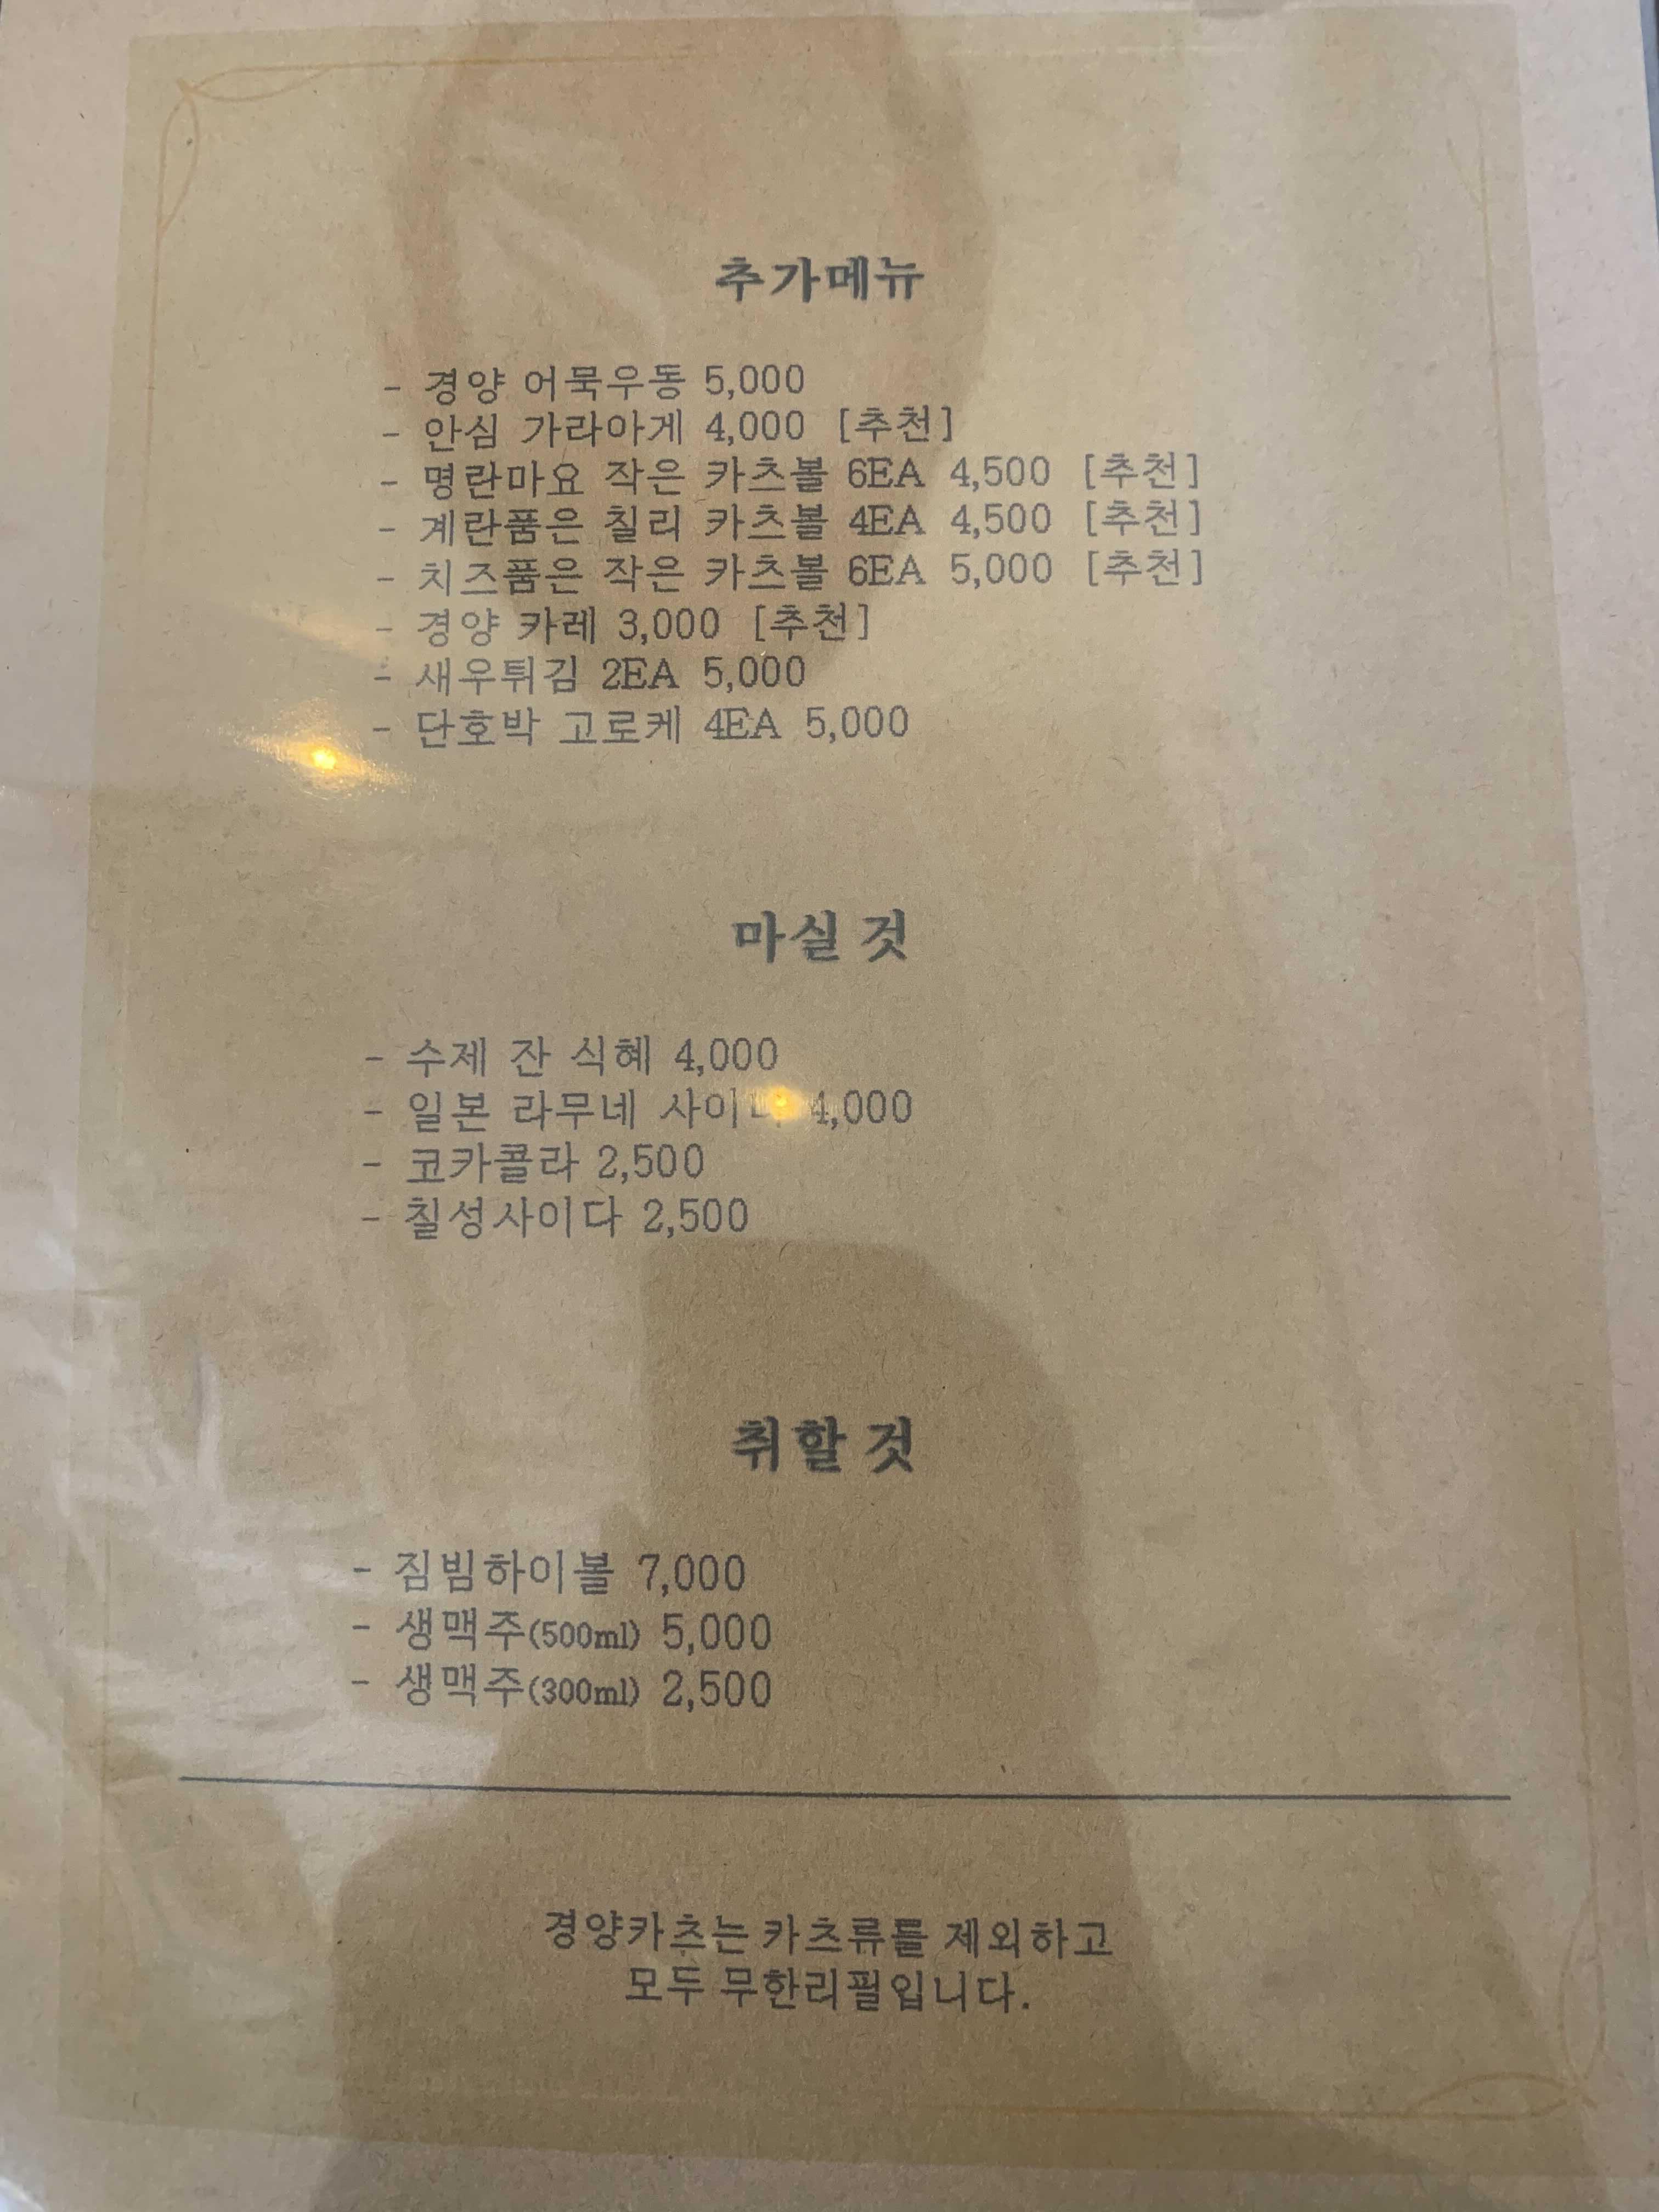 추가메뉴
- 경양 어묵우동 5,000
- 안심 가라아게 4,000 [추천]
- 명란마요 작은 카츠볼 6EA 4,500 [추천]
- 계란품은 칠리 카츠볼 4EA 4,500 [추천]
- 치즈품은 작은 카츠볼 6EA 5,000 [추천]
- 경양 카레 3,000 [추천]
- 새우튀김 2EA 5,000
- 단호박 고로케 4EA 5,000
마실 것
- 수제 잔 식혜 4,000
- 일본 라무네 사이다 4,000
- 코카콜라 2,500
- 칠성사이다 2,500
취할 것
- 짐빔하이볼 7,000
- 생맥주(500ml) 5,000
- 생맥주(300ml) 2,500
경양카츠는 카츠류를 제외하고
모두 무한리필입니다.